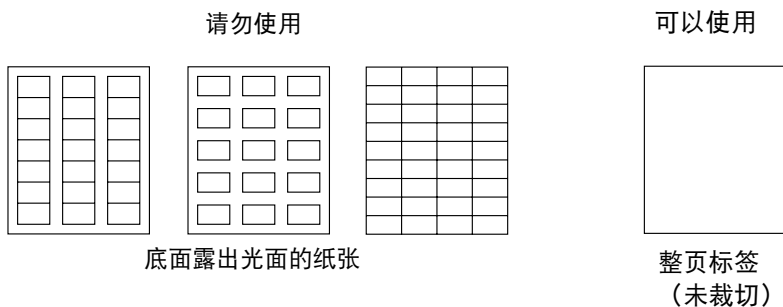 请勿使用
可以使用
底面露出光面的纸张
整页标签
（未裁切）